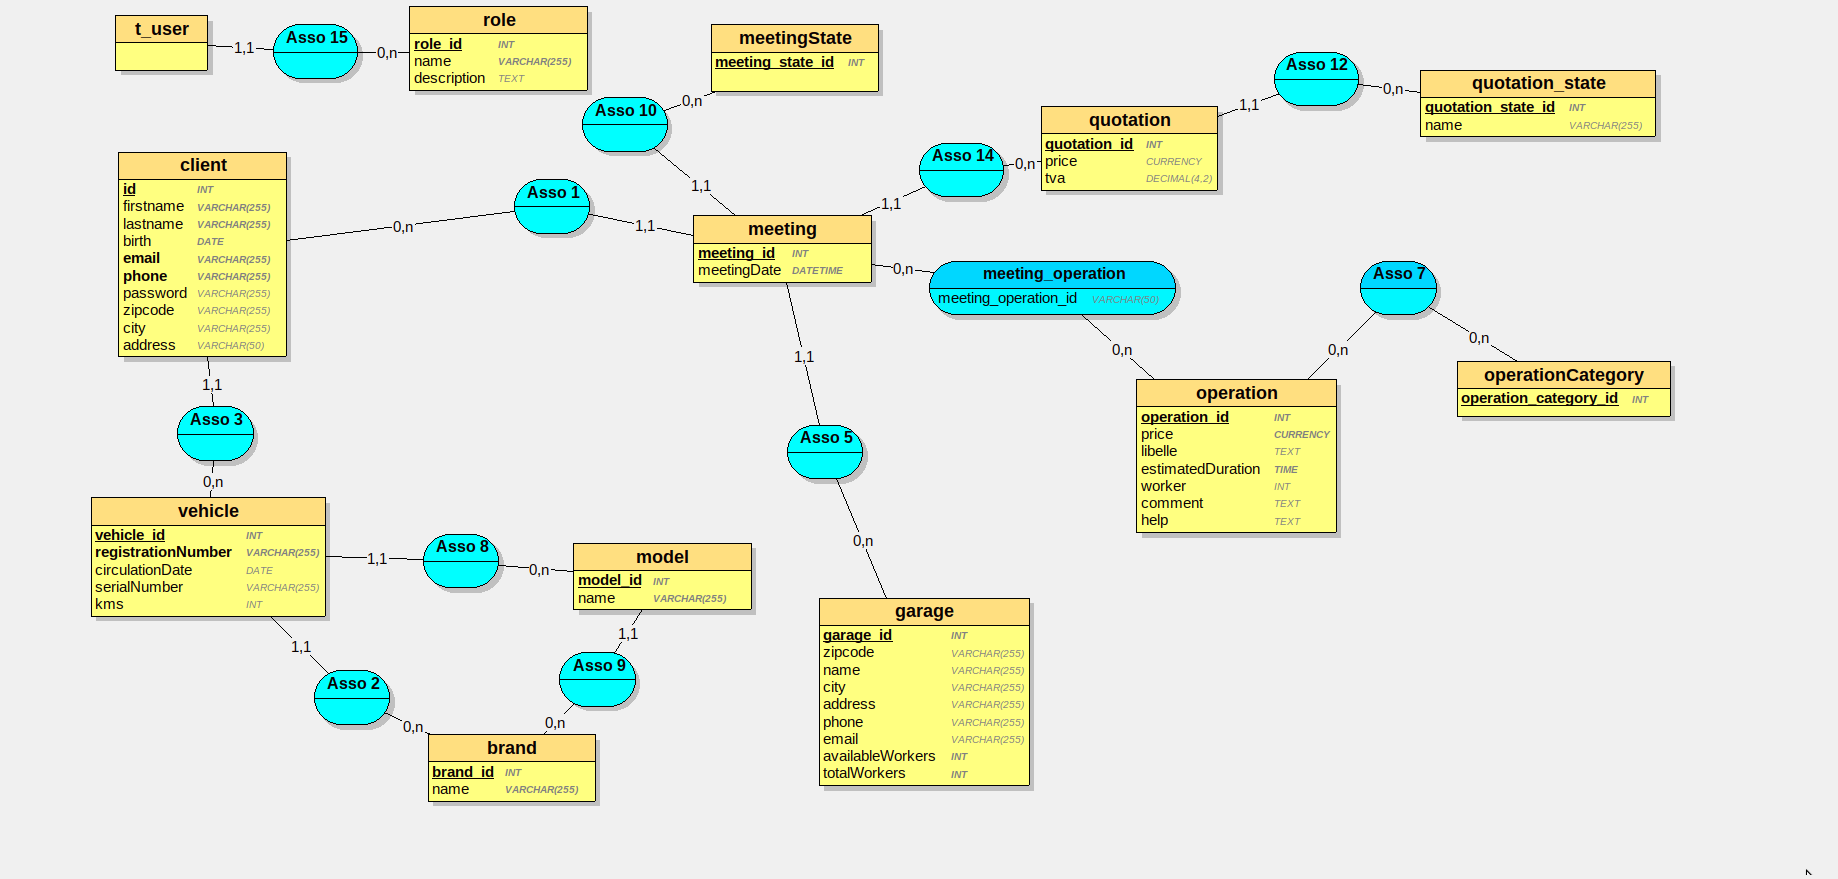 t_user
1,1
Asso 15
0,n
role
role_id INT
name VARCHAR(255)
description TEXT
meetingState
meeting_state_id INT
0,n
Asso 10
1,1
quotation
quotation_id INT
price CURRENCY
tva DECIMAL(4,2)
1,1
Asso 12
0,n
quotation_state
quotation_state_id INT
name VARCHAR(255)
Asso 14
0,n
1,1
client
id INT
firstname VARCHAR(255)
lastname VARCHAR(255)
birth DATE
email VARCHAR(255)
phone VARCHAR(255)
password VARCHAR(255)
zipcode VARCHAR(255)
city VARCHAR(255)
address VARCHAR(50)
0,n
Asso 1
1,1
meeting
meeting_id INT
meetingDate DATETIME
0,n
meeting_operation
meeting_operation_id VARCHAR(50)
0,n
Asso 7
0,n
0,n
operationCategory
operation_category_id INT
operation
operation_id INT
price CURRENCY
libelle TEXT
estimatedDuration TIME
worker INT
comment TEXT
help TEXT
1,1
Asso 3
0,n
1,1
Asso 5
0,n
vehicle
vehicle_id INT
registrationNumber VARCHAR(255)
circulationDate DATE
serialNumber VARCHAR(255)
kms INT
1,1
Asso 8
0,n
model
model_id INT
name VARCHAR(255)
1,1
Asso 9
0,n
1,1
Asso 2
0,n
brand
brand_id INT
name VARCHAR(255)
garage
garage_id INT
zipcode VARCHAR(255)
name VARCHAR(255)
city VARCHAR(255)
address VARCHAR(255)
phone VARCHAR(255)
email VARCHAR(255)
availableWorkers INT
totalWorkers INT